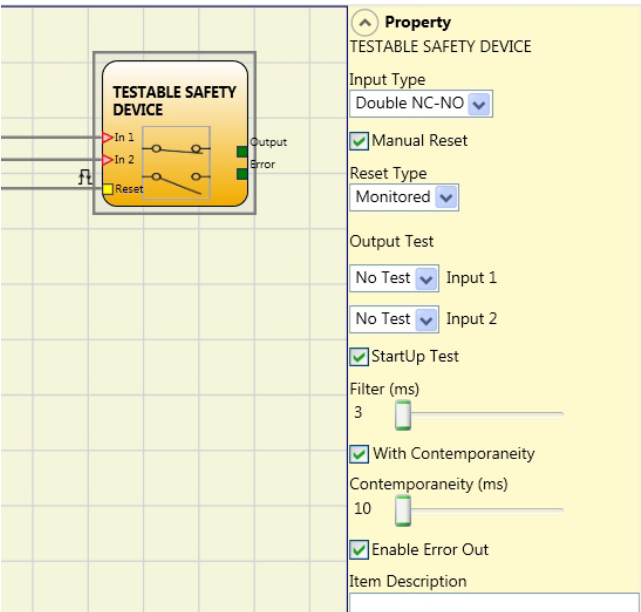 TESTABLE SAFETY
DEVICE
In 1
In 2
Reset
Output
Error
Property
TESTABLE SAFETY DEVICE
Input Type
Double NC-NO
Manual Reset
Reset Type
Monitored
Output Test
No Test Input 1
No Test Input 2
StartUp Test
Filter (ms)
3
With Contemporaneity
Contemporaneity (ms)
10
Enable Error Out
Item Description